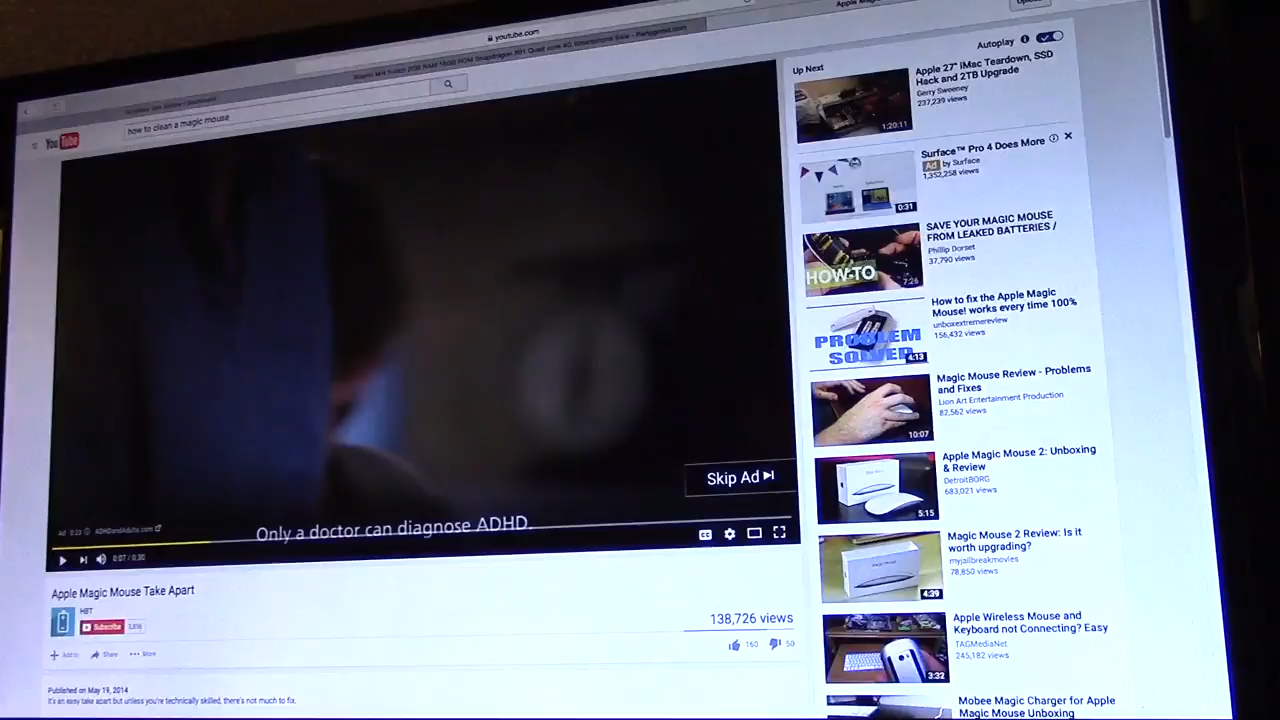 youtube.com
You Tube
how to clean a magic mouse
Skip Ad
Ad · 0:23 ADHDandAdults.com
Only a doctor can diagnose ADHD.
0:07 / 0:30
Apple Magic Mouse Take Apart
HBT
Subscribe
138,726 views
Add to Share More
160 50
Published on May 19, 2014
It's an easy take apart but unless you're technically skilled, there's not much to fix.
Autoplay
Up Next
Apple 27" iMac Teardown, SSD
Hack and 2TB Upgrade
Gerry Sweeney
237,239 views
1:20:11
Surface™ Pro 4 Does More
Ad by Surface
1,352,258 views
0:31
SAVE YOUR MAGIC MOUSE
FROM LEAKED BATTERIES /
Phillip Dorset
37,790 views
HOW-TO
7:26
How to fix the Apple Magic
Mouse! works every time 100%
unboxextremereview
156,432 views
PROBLEM
SOLVED
4:13
Magic Mouse Review - Problems
and Fixes
Lion Art Entertainment Production
82,562 views
10:07
Apple Magic Mouse 2: Unboxing
& Review
DetroitBORG
683,021 views
5:15
Magic Mouse 2 Review: Is it
worth upgrading?
myjailbreakmovies
78,850 views
4:39
Apple Wireless Mouse and
Keyboard not Connecting? Easy
TAGMediaNet
245,182 views
3:32
Mobee Magic Charger for Apple
Magic Mouse Unboxing